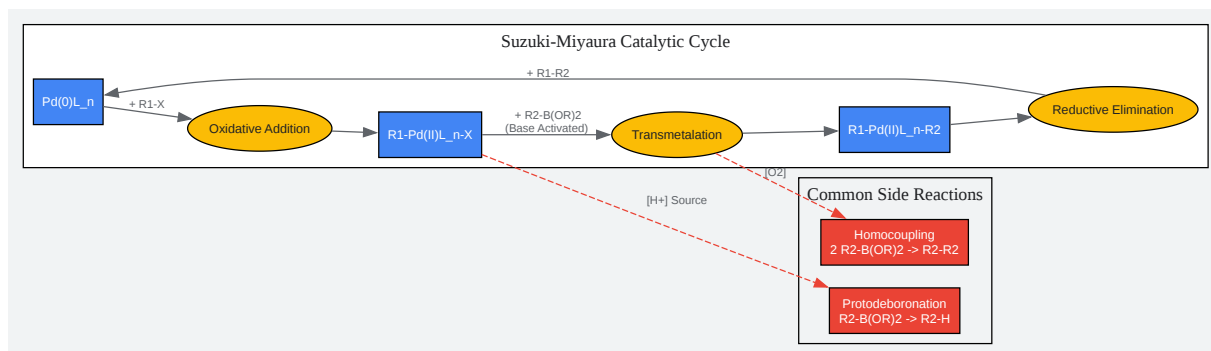 Suzuki-Miyaura Catalytic Cycle
+ R1-R2
Pd(0)L_n
+ R1-X
Oxidative Addition
R1-Pd(II)L_n-X
+ R2-B(OR)2
(Base Activated)
Transmetalation
R1-Pd(II)L_n-R2
Reductive Elimination
[O2]
[H+] Source
Common Side Reactions
Homocoupling
2 R2-B(OR)2 -> R2-R2
Protodeboronation
R2-B(OR)2 -> R2-H